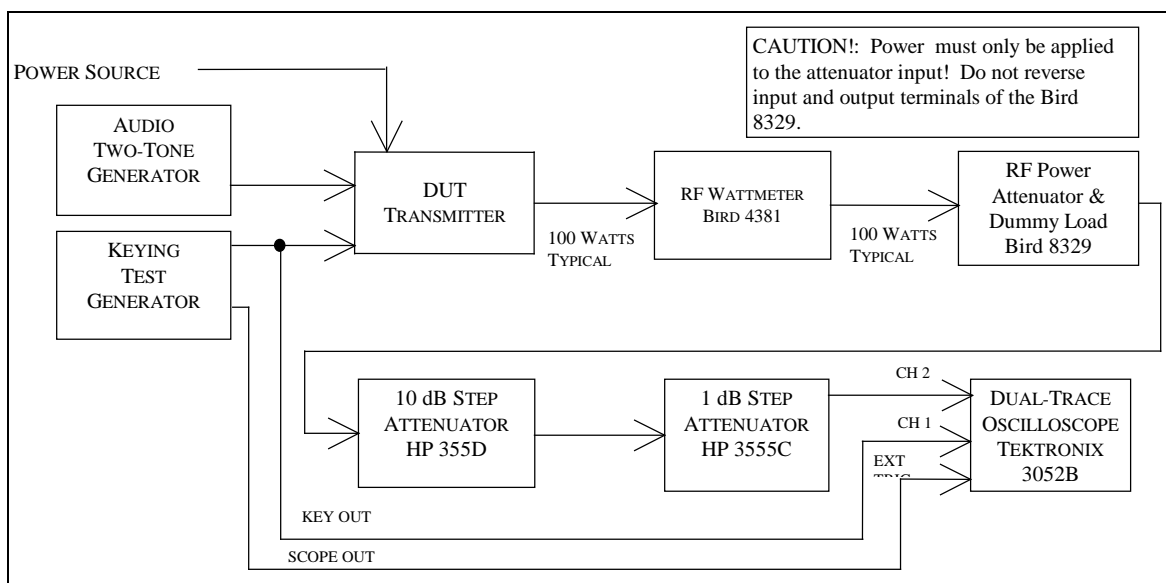 CAUTION!: Power must only be applied
to the attenuator input! Do not reverse
input and output terminals of the Bird
8329.
POWER SOURCE
AUDIO
TWO-TONE
GENERATOR
DUT
TRANSMITTER
RF WATTMETER
BIRD 4381
RF Power
Attenuator &
Dummy Load
Bird 8329
100 WATTS
TYPICAL
100 WATTS
TYPICAL
KEYING
TEST
GENERATOR
10 dB STEP
ATTENUATOR
HP 355D
1 dB STEP
ATTENUATOR
HP 3555C
CH 2
CH 1
EXT
TRIG
DUAL-TRACE
OSCILLOSCOPE
TEKTRONIX
3052B
KEY OUT
SCOPE OUT